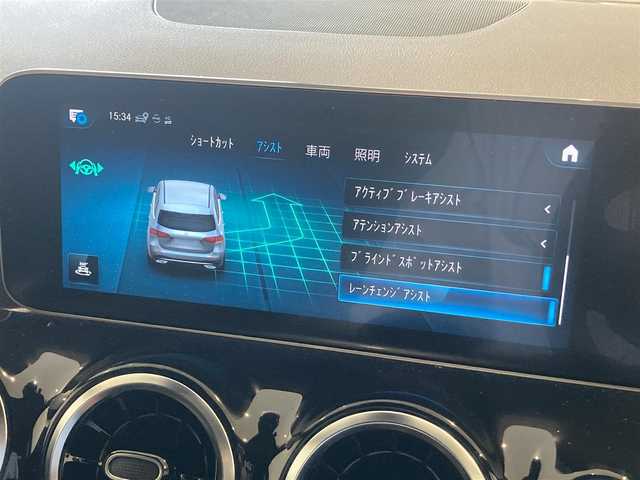 15:34
ショートカット アシスト 車両 照明 システム
アクティブブレーキアシスト
アテンションアシスト
ブラインドスポットアシスト
レーンチェンジアシスト